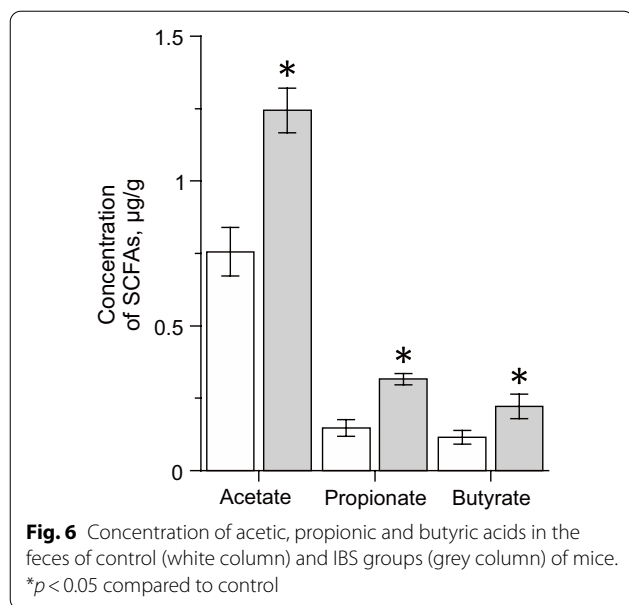 1.5
1
0.5
0
Concentration
of SCFAs, µg/g
*
*
*
Acetate Propionate Butyrate
Fig. 6 Concentration of acetic, propionic and butyric acids in the
feces of control (white column) and IBS groups (grey column) of mice.
*p < 0.05 compared to control